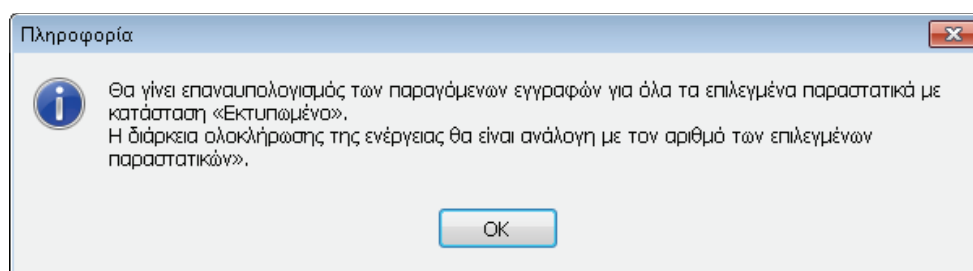 Πληροφορία
Θα γίνει επαναυπολογισμός των παραγόμενων εγγραφών για όλα τα επιλεγμένα παραστατικά με
κατάσταση «Εκτυπωμένο».
Η διάρκεια ολοκλήρωσης της ενέργειας θα είναι ανάλογη με τον αριθμό των επιλεγμένων
παραστατικών».
OK